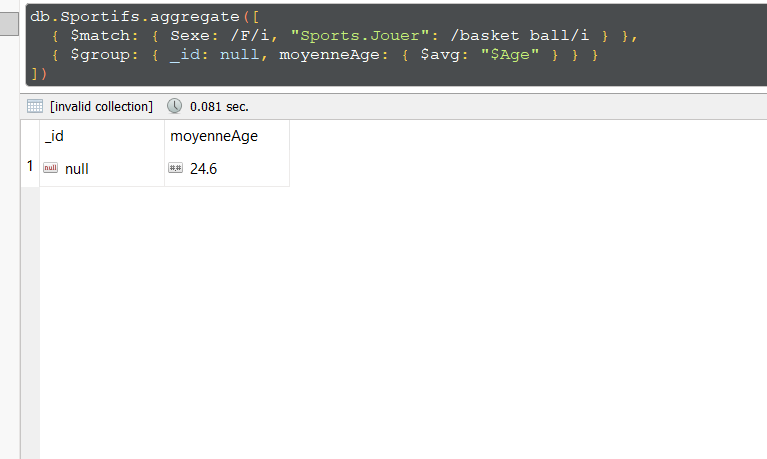 db.Sportifs.aggregate([
  { $match: { Sexe: /F/i, "Sports.Jouer": /basket ball/i } },
  { $group: { _id: null, moyenneAge: { $avg: "$Age" } } }
])
[invalid collection] 0.081 sec.
_id moyenneAge
1 null null #.# 24.6